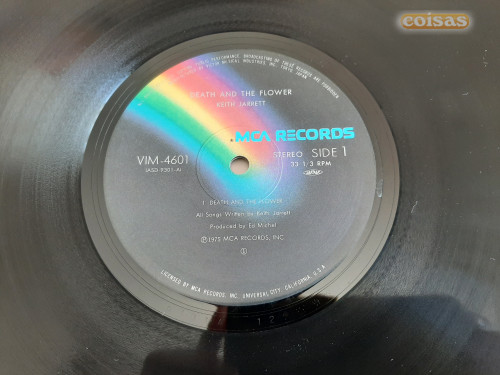 coisas
DEATH AND THE FLOWER
KEITH JARRETT
.MCA RECORDS
VIM-4601
STEREO SIDE 1
33 1/3 RPM
1. DEATH AND THE FLOWER
All Songs Written by Keith Jarrett
Produced by Ed Michel
Ⓟ1975 MCA RECORDS, INC.
①
LICENSED BY MCA RECORDS, INC. UNIVERSAL CITY, CALIFORNIA, U.S.A.